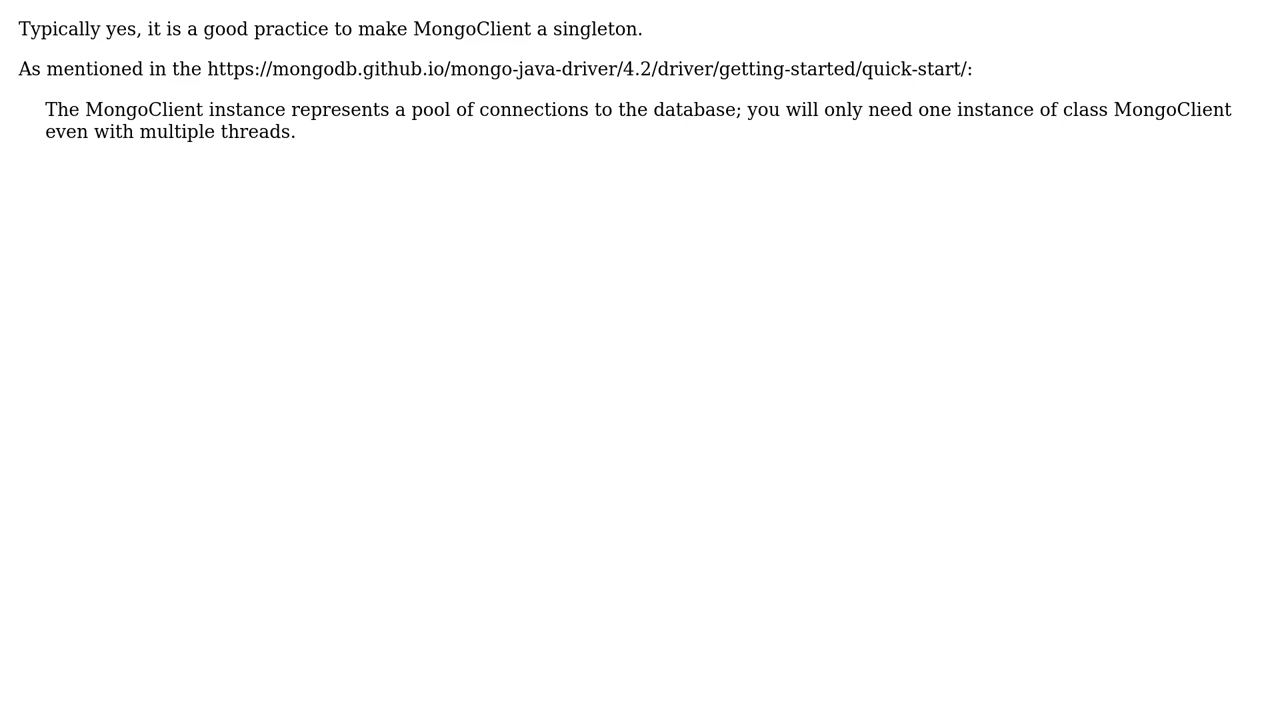 Typically yes, it is a good practice to make MongoClient a singleton.
As mentioned in the https://mongodb.github.io/mongo-java-driver/4.2/driver/getting-started/quick-start/:
The MongoClient instance represents a pool of connections to the database; you will only need one instance of class MongoClient
even with multiple threads.